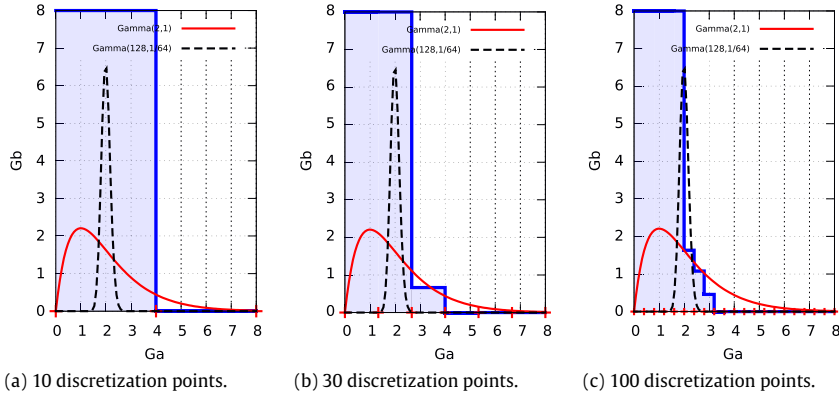 8
7
6
5
4
3
2
1
0
Gb
Gamma(2,1)
Gamma(128,1/64)
0 1 2 3 4 5 6 7 8
Ga
(a) 10 discretization points.
8
7
6
5
4
3
2
1
0
Gb
Gamma(2,1)
Gamma(128,1/64)
0 1 2 3 4 5 6 7 8
Ga
(b) 30 discretization points.
8
7
6
5
4
3
2
1
0
Gb
Gamma(2,1)
Gamma(128,1/64)
0 1 2 3 4 5 6 7 8
Ga
(c) 100 discretization points.